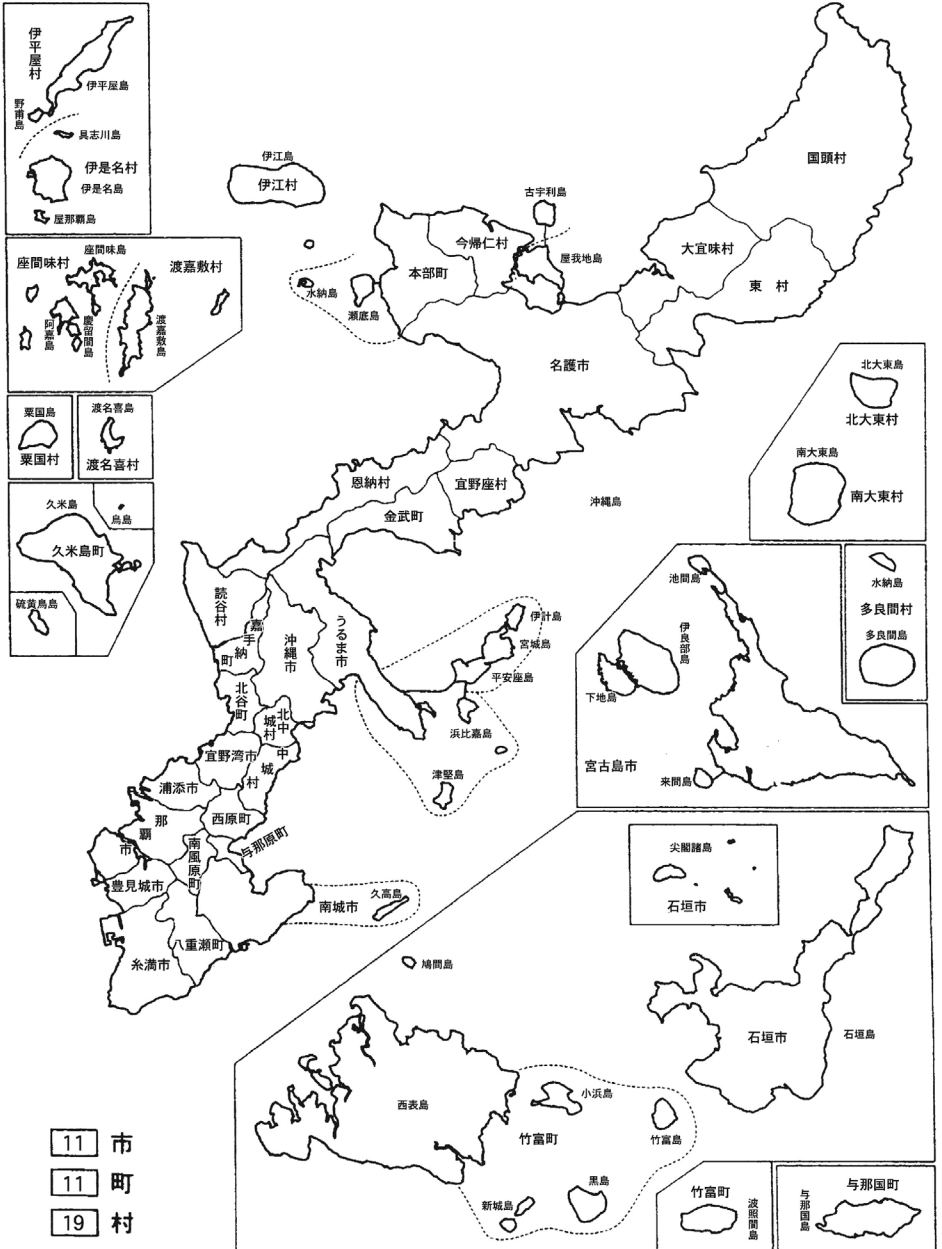 伊平屋村
伊平屋島
野甫島
具志川島
伊是名村
伊是名島
屋那覇島
伊江島
伊江村
古宇利島
国頭村
今帰仁村
屋我地島
大宜味村
本部町
東 村
水納島
瀬底島
名護市
座間味村
座間味島
渡嘉敷村
阿嘉島
慶留間島
渡嘉敷島
粟国島
粟国村
渡名喜島
渡名喜村
北大東島
北大東村
南大東島
南大東村
恩納村
宜野座村
金武町
沖縄島
久米島
鳥島
久米島町
硫黄鳥島
読谷村
嘉手納町
沖縄市
うるま市
伊計島
宮城島
平安座島
浜比嘉島
津堅島
北谷町
北中城村
中城村
宜野湾市
浦添市
西原町
那覇市
南風原町
与那原町
豊見城市
南城市
久高島
八重瀬町
糸満市
池間島
伊良部島
下地島
宮古島市
来間島
水納島
多良間村
多良間島
尖閣諸島
石垣市
鳩間島
石垣市
石垣島
西表島
小浜島
竹富町
竹富島
新城島
黒島
竹富町
波照間島
与那国町
与那国島
11 市
11 町
19 村